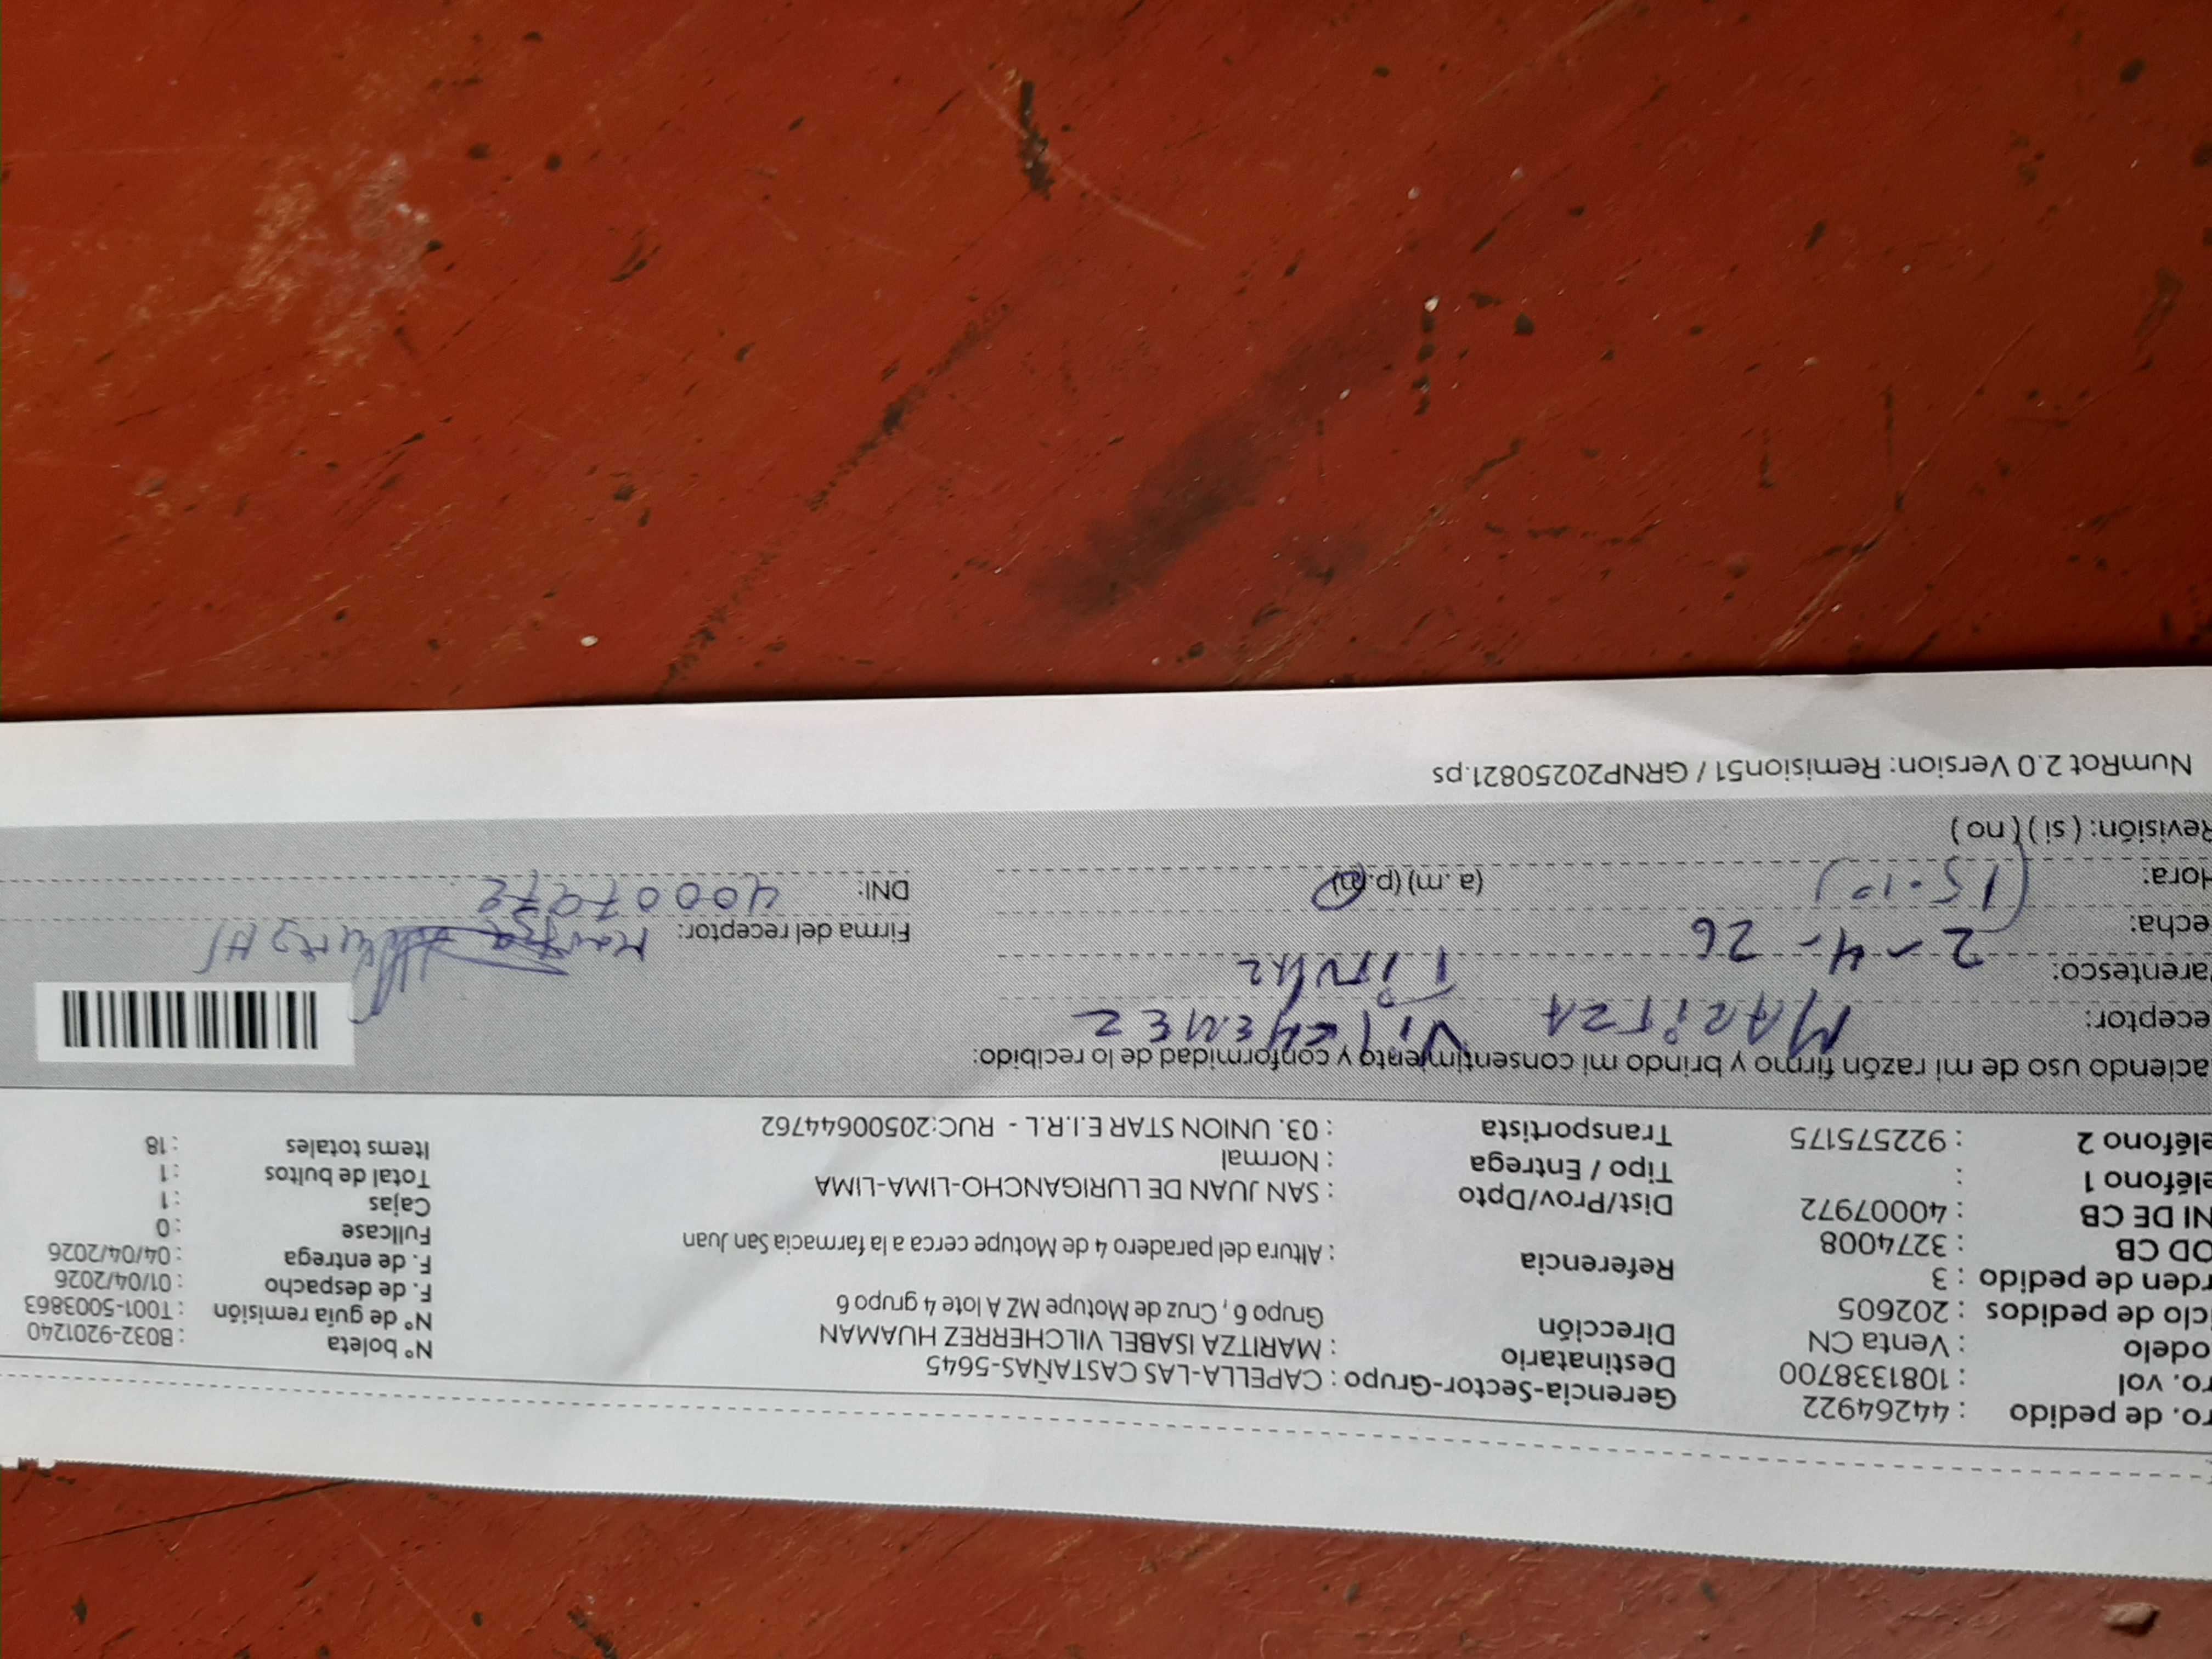 ro. de pedido : 44264922 Gerencia-Sector-Grupo : CAPELLA-LAS CASTAÑAS-5645 N° boleta : B032-9201240
ro. vol : 1081338700 Destinatario : MARITZA ISABEL VILCHERREZ HUAMAN N° de guía remisión : T001-5003863
odelo : Venta CN Dirección Grupo 6 , Cruz de Motupe MZ A lote 4 grupo 6 F. de despacho : 01/04/2026
iclo de pedidos : 202605 F. de entrega : 04/04/2026
rden de pedido : 3 Referencia : Altura del paradero 4 de Motupe cerca a la farmacia San Juan Fullcase : 0
OD CB : 3274008 Cajas : 1
NI DE CB : 40007972 Dist/Prov/Dpto : SAN JUAN DE LURIGANCHO-LIMA-LIMA Total de bultos : 1
eléfono 1 : Tipo / Entrega : Normal Items totales : 18
eléfono 2 : 922575175 Transportista : 03. UNION STAR E.I.R.L - RUC:20500644762
aciendo uso de mi razón firmo y brindo mi consentimiento y conformidad de lo recibido:
eceptor: MARITZA
arentesco: Titular
echa: 2-4-26 Firma del receptor: Maritza
Hora: (15:10) (a.m) (p.m) DNI: 40007972
Revisión: ( si ) ( no )
NumRot 2.0 Version: Remision51 / GRNP20250821.ps